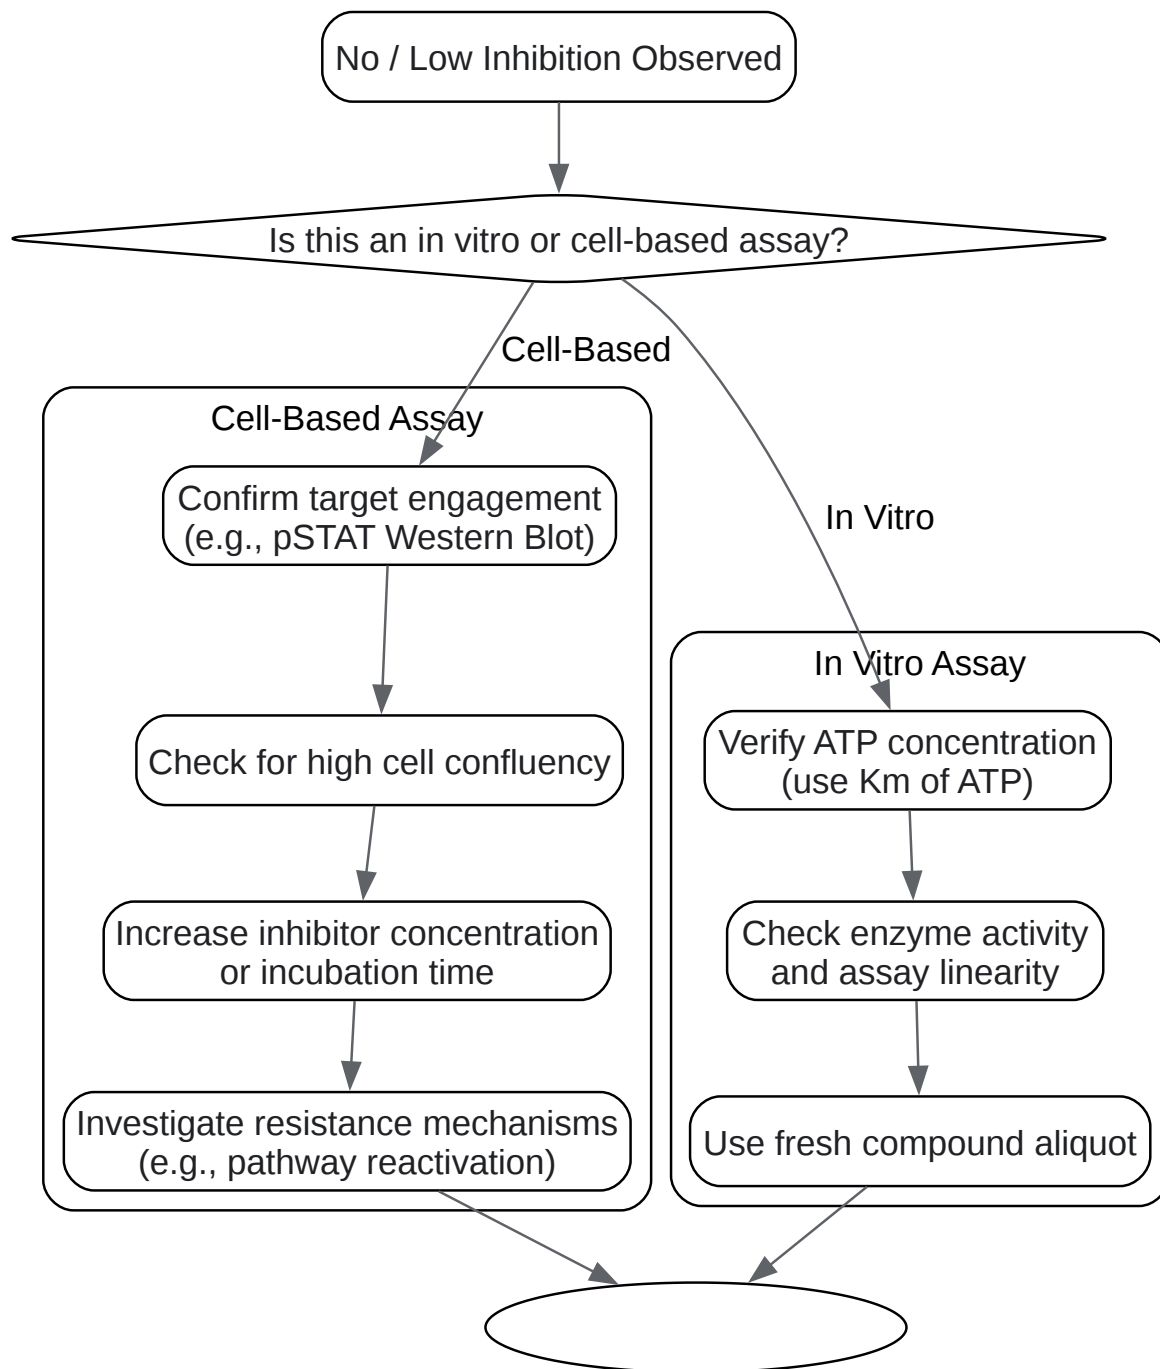 No / Low Inhibition Observed
Is this an in vitro or cell-based assay?
Cell-Based
Cell-Based Assay
Confirm target engagement
(e.g., pSTAT Western Blot)
Check for high cell confluency
Increase inhibitor concentration
or incubation time
Investigate resistance mechanisms
(e.g., pathway reactivation)
In Vitro
In Vitro Assay
Verify ATP concentration
(use Km of ATP)
Check enzyme activity
and assay linearity
Use fresh compound aliquot